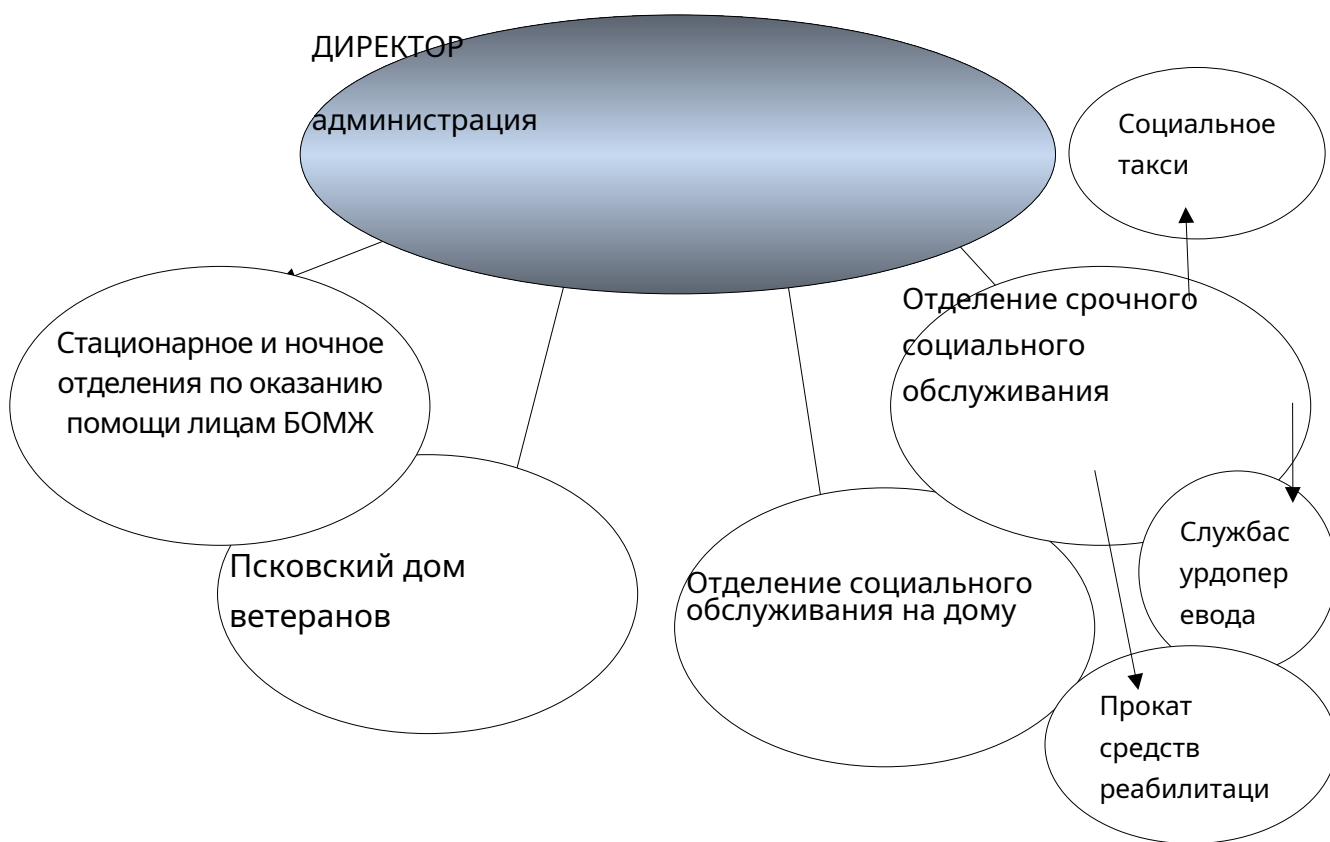 ДИРЕКТОР
администрация
Социальное
такси
Стационарное и ночное
отделения по оказанию
помощи лицам БОМЖ
Отделение срочного
социального
обслуживания
Псковский дом
ветеранов
Отделение социального
обслуживания на дому
Службас
урдопер
евода
Прокат
средств
реабилитаци